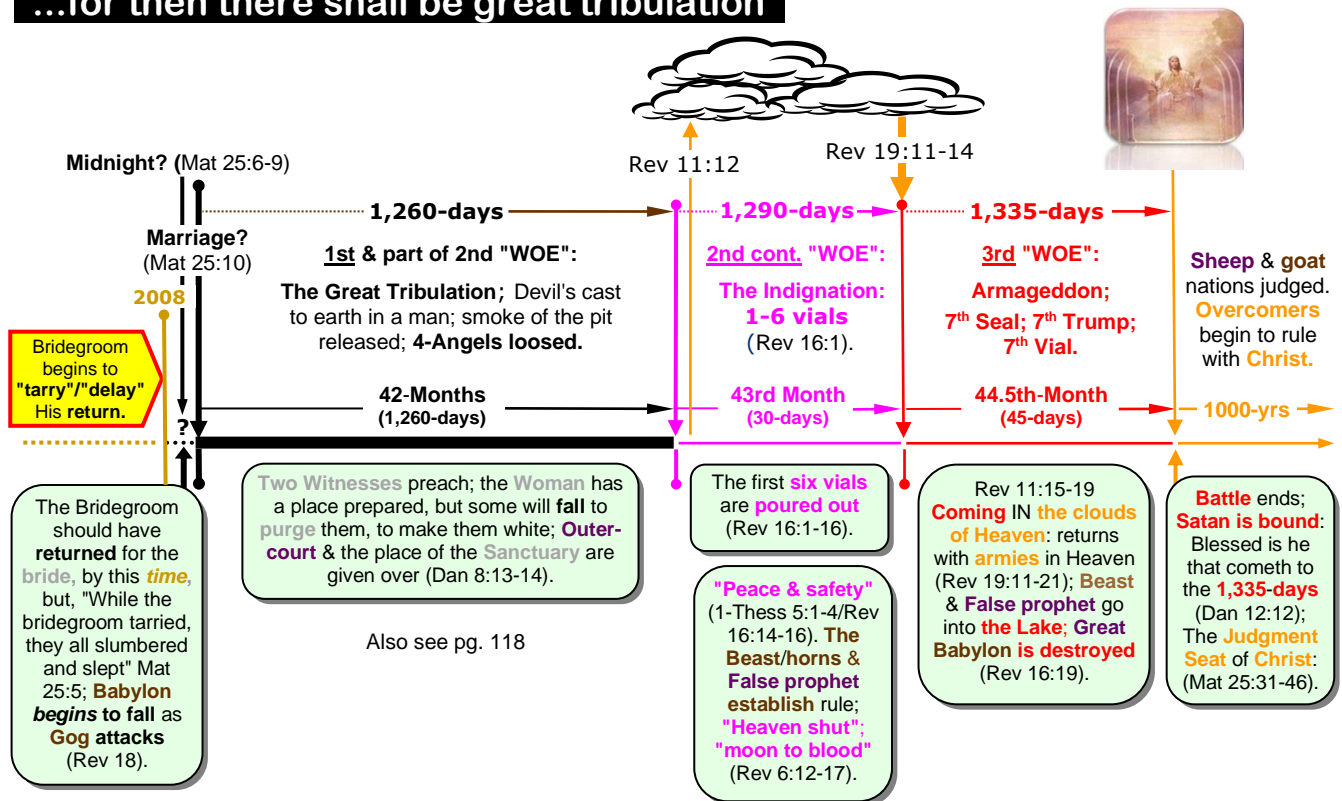 ...for then there shall be great tribulation
Rev 11:12
Rev 19:11-14
Midnight? (Mat 25:6-9)
Marriage?
(Mat 25:10)
2008
Bridegroom
begins to
"tarry"/"delay"
His return.
1,260-days
1st & part of 2nd "WOE":
The Great Tribulation; Devil's cast
to earth in a man; smoke of the pit
released; 4-Angels loosed.
42-Months
(1,260-days)
1,290-days
2nd cont. "WOE":
The Indignation:
1-6 vials
(Rev 16:1).
43rd Month
(30-days)
1,335-days
3rd "WOE":
Armageddon;
7th Seal; 7th Trump;
7th Vial.
44.5th-Month
(45-days)
Sheep & goat
nations judged.
Overcomers
begin to rule
with Christ.
1000-yrs
?
The Bridegroom
should have
returned for the
bride, by this time,
but, "While the
bridegroom tarried,
they all slumbered
and slept" Mat
25:5; Babylon
begins to fall as
Gog attacks
(Rev 18).
Two Witnesses preach; the Woman has
a place prepared, but some will fall to
purge them, to make them white; Outer-
court & the place of the Sanctuary are
given over (Dan 8:13-14).
Also see pg. 118
The first six vials
are poured out
(Rev 16:1-16).
"Peace & safety"
(1-Thess 5:1-4/Rev
16:14-16). The
Beast/horns &
False prophet
establish rule;
"Heaven shut";
"moon to blood"
(Rev 6:12-17).
Rev 11:15-19
Coming IN the clouds
of Heaven: returns
with armies in Heaven
(Rev 19:11-21); Beast
& False prophet go
into the Lake; Great
Babylon is destroyed
(Rev 16:19).
Battle ends;
Satan is bound:
Blessed is he
that cometh to
the 1,335-days
(Dan 12:12);
The Judgment
Seat of Christ:
(Mat 25:31-46).